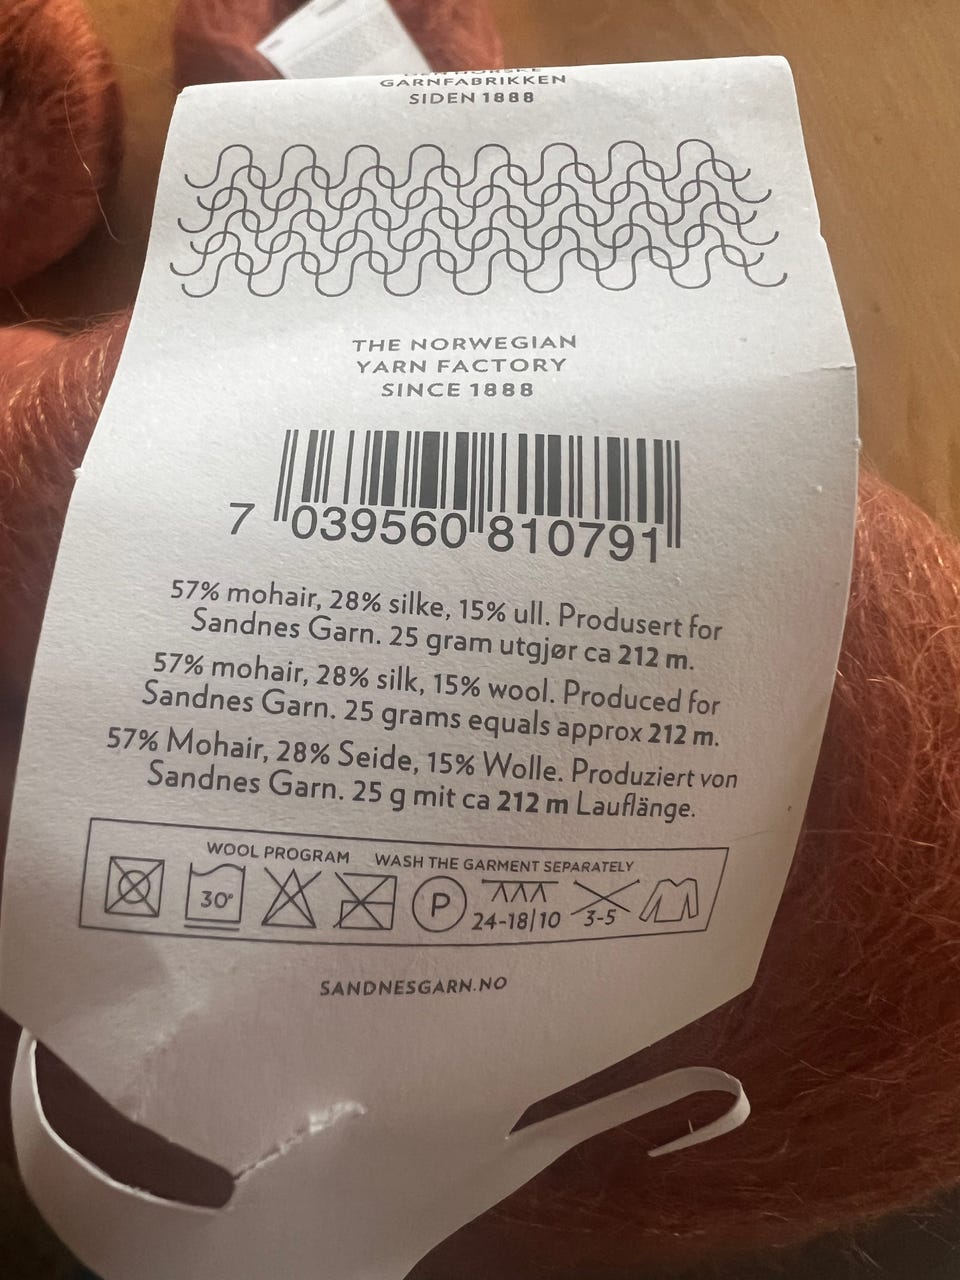 GARNFABRIKKEN
SIDEN 1888
THE NORWEGIAN
YARN FACTORY
SINCE 1888
7 039560 810791
57% mohair, 28% silke, 15% ull. Produsert for
Sandnes Garn. 25 gram utgjør ca 212 m.
57% mohair, 28% silk, 15% wool. Produced for
Sandnes Garn. 25 grams equals approx 212 m.
57% Mohair, 28% Seide, 15% Wolle. Produziert von
Sandnes Garn. 25 g mit ca 212 m Lauflänge.
WOOL PROGRAM WASH THE GARMENT SEPARATELY
30° P 24-18|10 3-5
SANDNESGARN.NO